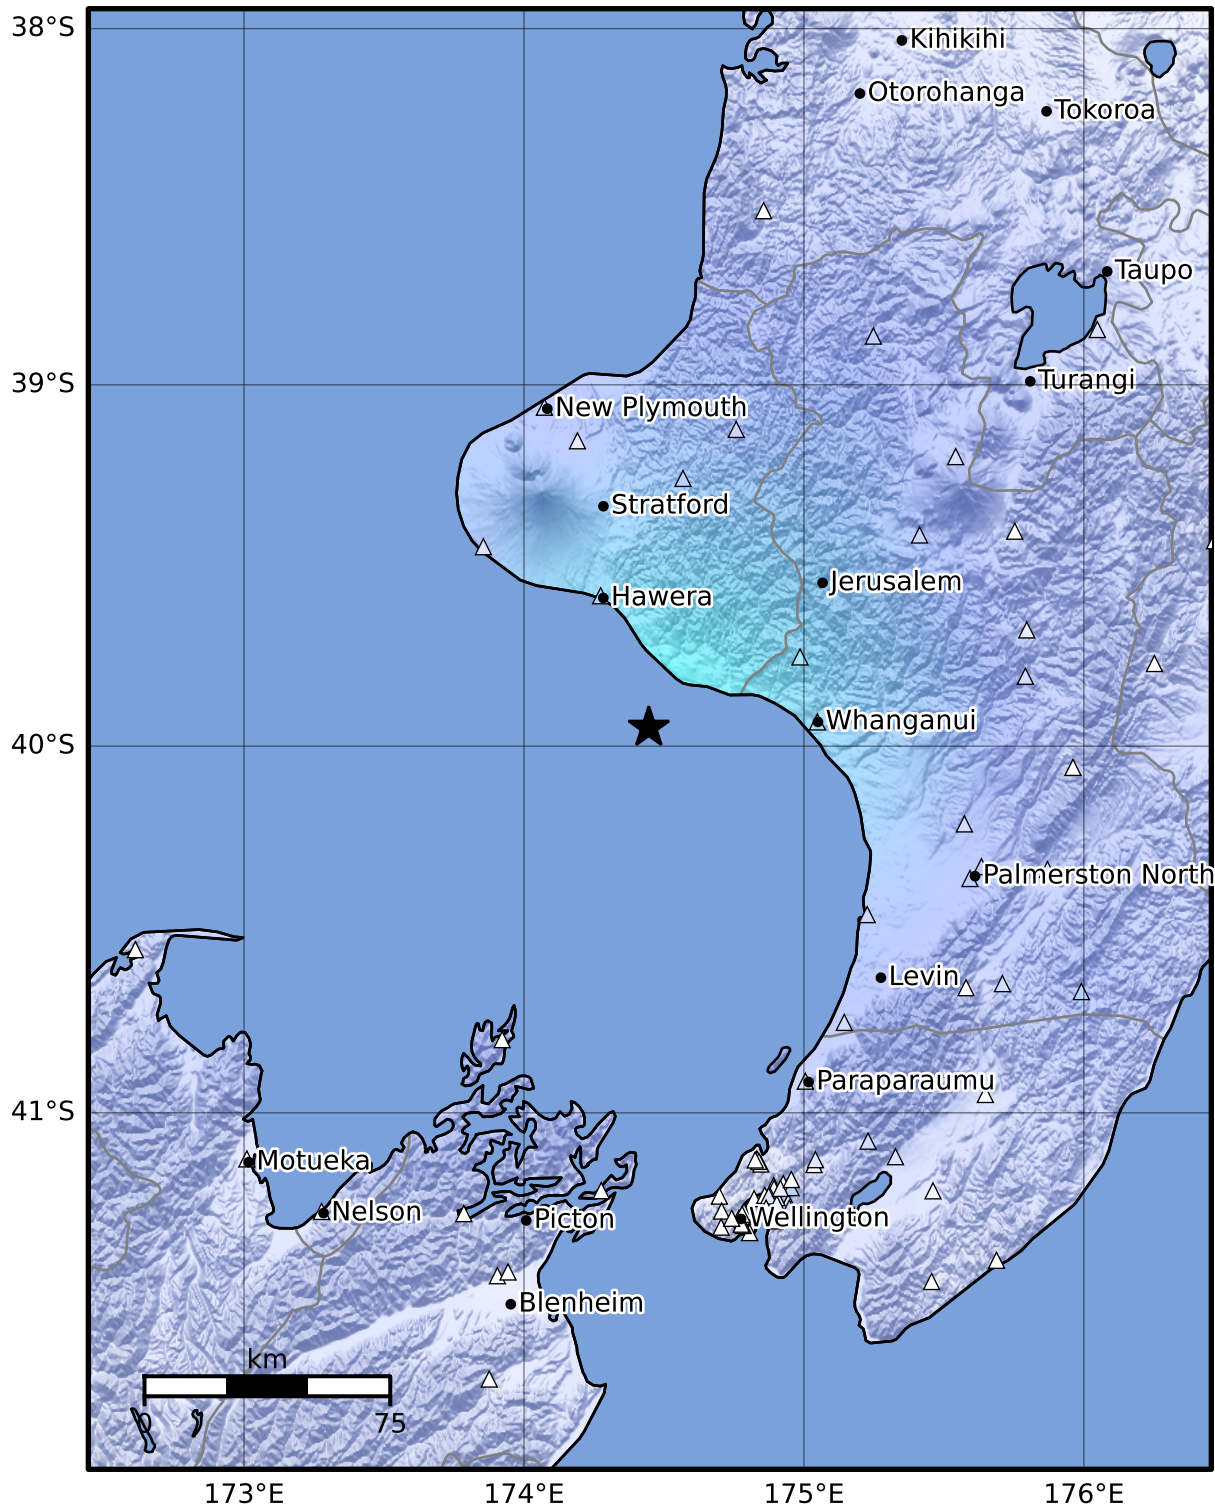 38°S
Kihikihi
Otorohanga
Tokoroa
Taupo
39°S
Turangi
New Plymouth
Stratford
Jerusalem
Hawera
Whanganui
40°S
Palmerston North
Levin
Paraparaumu
41°S
Motueka
Nelson
Picton
Wellington
Blenheim
km
0
75
173°E
174°E
175°E
176°E